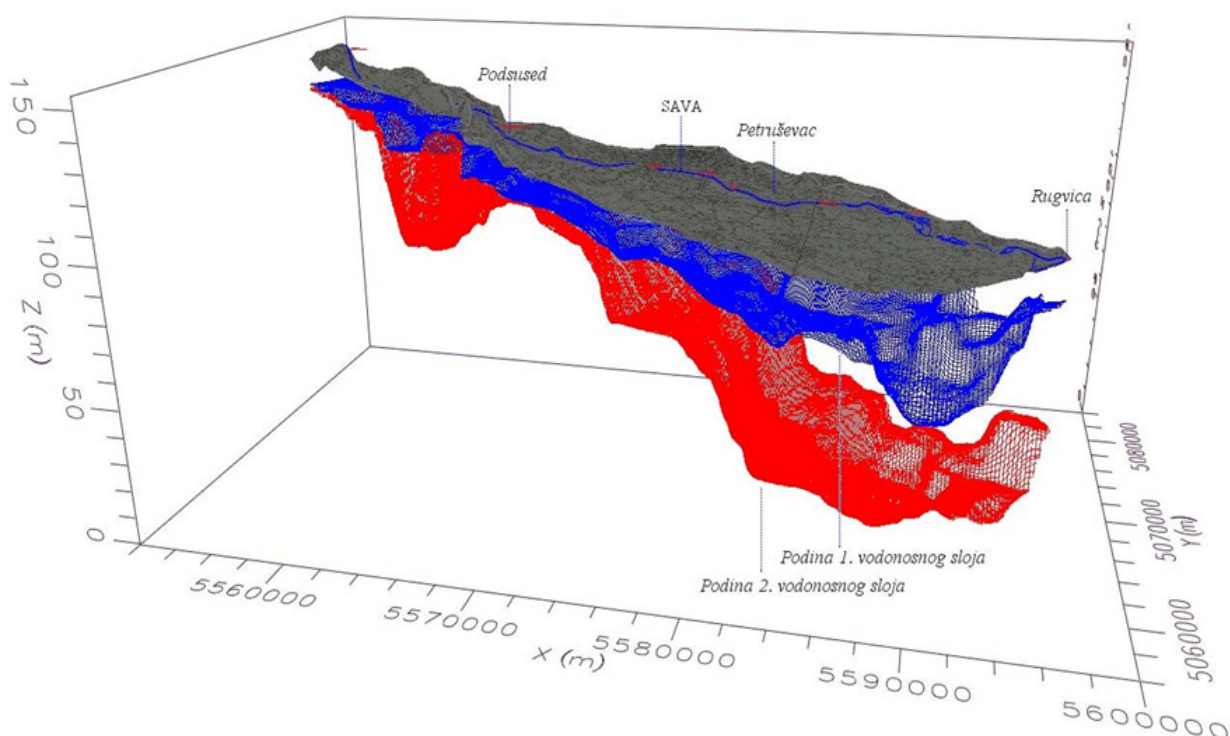 Podsused
SAVA
Petruševac
Rugvica
150
100
50
0
Z (m)
Podina 1. vodonosnog sloja
Podina 2. vodonosnog sloja
5560000
5570000
5580000
5590000
5600000
X (m)
5080000
5070000
5060000
Y (m)